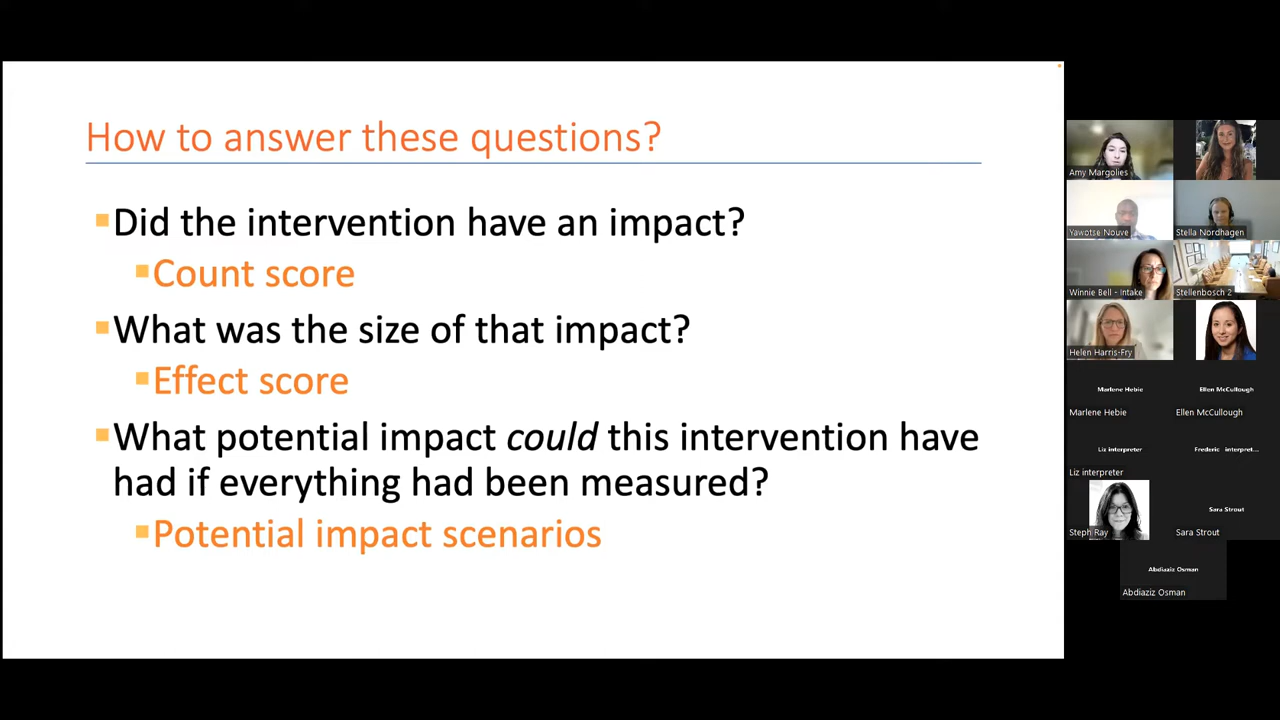 How to answer these questions?
Did the intervention have an impact?
Count score
What was the size of that impact?
Effect score
What potential impact could this intervention have
had if everything had been measured?
Potential impact scenarios
Amy Margolies
Yawotse Nouve
Stella Nordhagen
Winnie Bell - Intake
Stellenbosch 2
Helen Harris-Fry
Marlene Hebie
Ellen McCullough
Marlene Hebie
Ellen McCullough
Liz interpreter
Frederic interpret...
Liz interpreter
Sara Strout
Steph Ray
Sara Strout
Abdiaziz Osman
Abdiaziz Osman